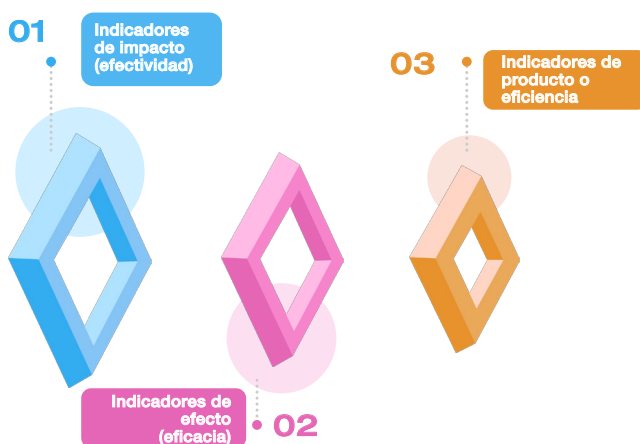 01
Indicadores
de impacto
(efectividad)
03
Indicadores de
producto o
eficiencia
Indicadores de
efecto
(eficacia)
02